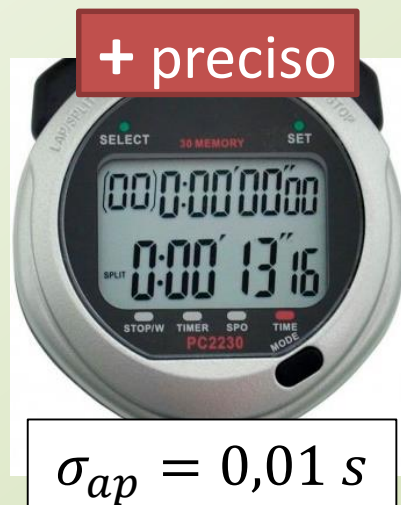 + preciso
LAP/SPLIT
STOP
SELECT
30 MEMORY
SET
(00)0:00'00"00
SPLIT 0:00' 13"16
STOP/W TIMER SPO TIME
MODE
PC2230
σ_ap = 0,01 s